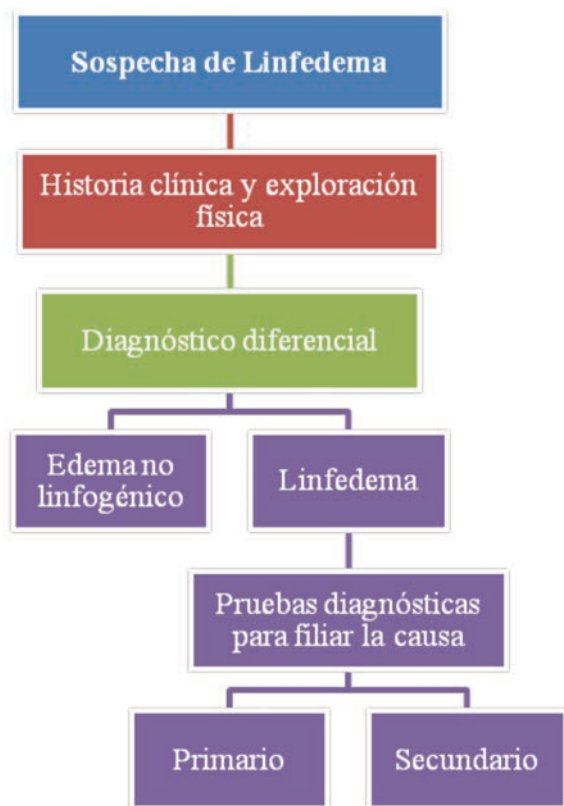 Sospecha de Linfedema
Historia clínica y exploración
física
Diagnóstico diferencial
Edema no
linfogénico
Linfedema
Pruebas diagnósticas
para filiar la causa
Primario
Secundario